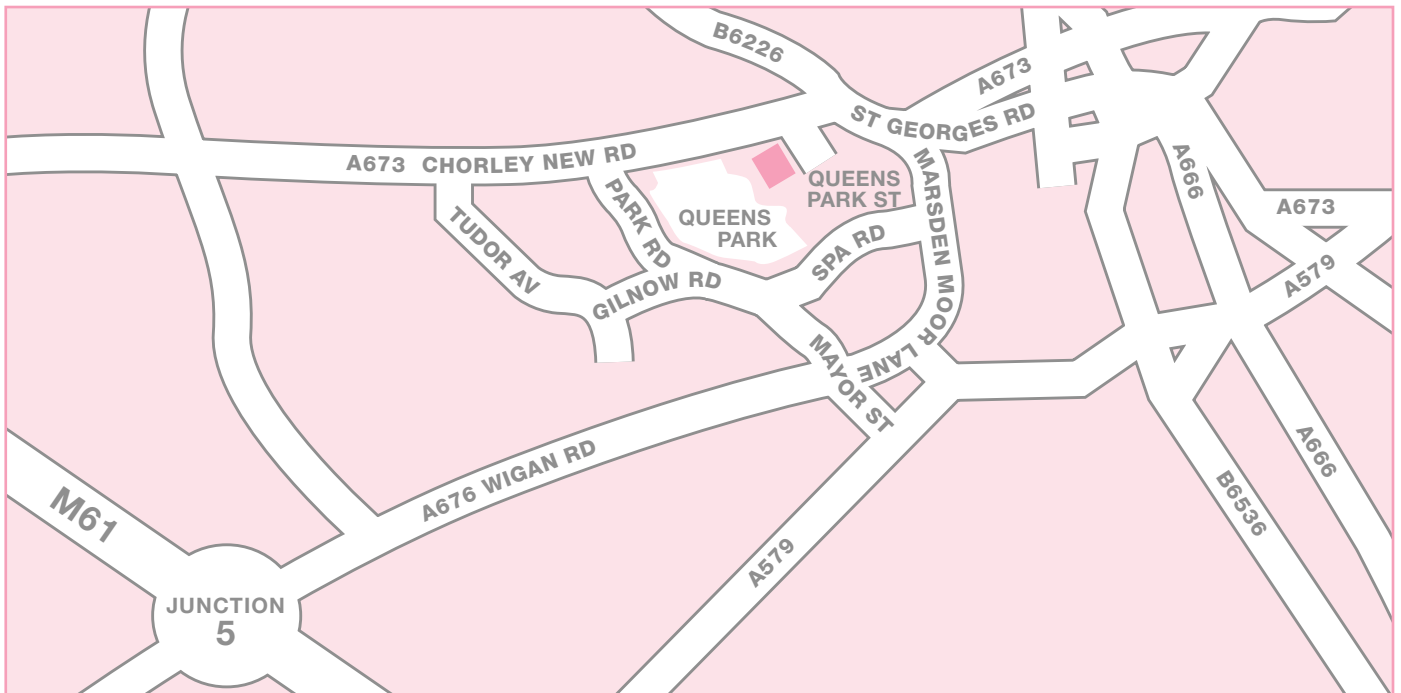 B6226
A673
ST GEORGES RD
A673 CHORLEY NEW RD
QUEENS
PARK ST
MARSDEN MOOR LANE
A666
A673
PARK RD
QUEENS
PARK
TUDOR AV
SPA RD
GILNOW RD
A579
MAYOR ST
A676 WIGAN RD
A666
B6536
M61
A579
JUNCTION
5